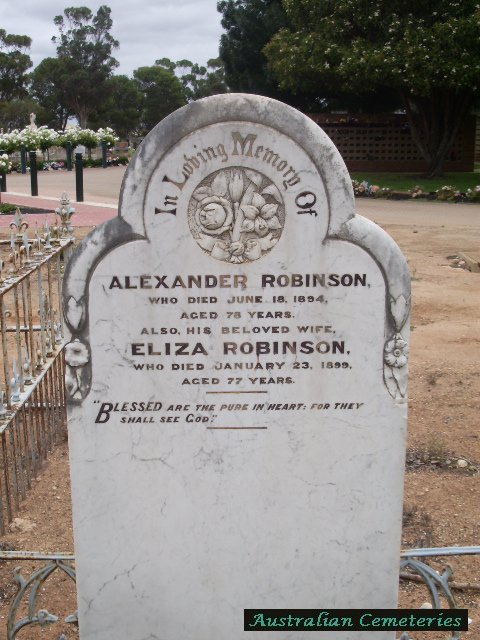 In Loving Memory Of
ALEXANDER ROBINSON,
WHO DIED JUNE 18, 1894,
AGED 78 YEARS.
ALSO, HIS BELOVED WIFE,
ELIZA ROBINSON,
WHO DIED JANUARY 23, 1899,
AGED 77 YEARS.
"BLESSED ARE THE PURE IN HEART: FOR THEY
SHALL SEE GOD."
Australian Cemeteries